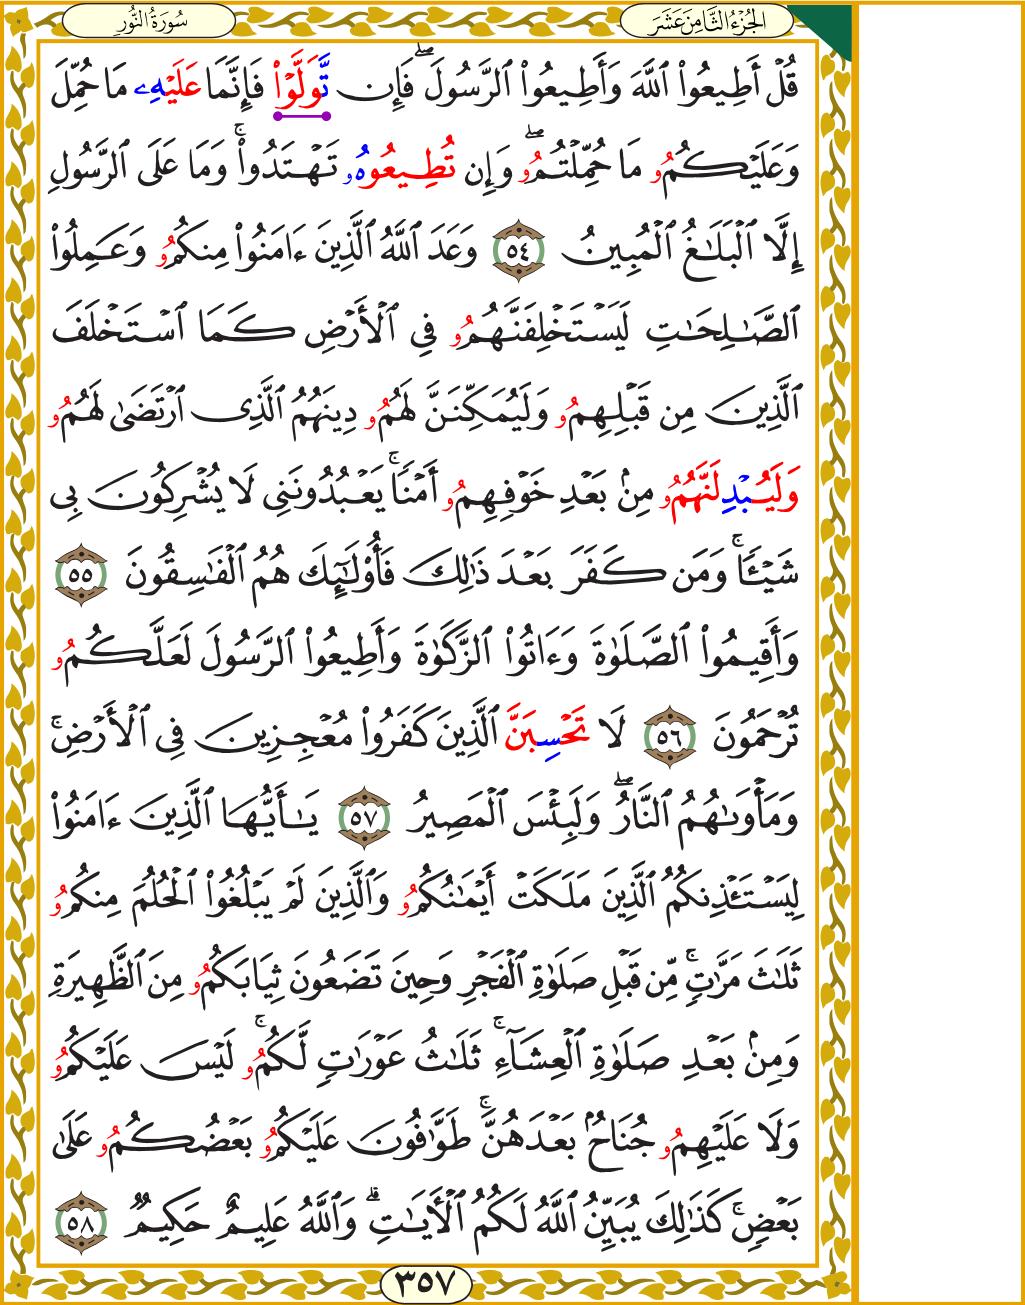 الجُزْءُ الثَّامِنَ عَشَرَ
سُورَةُ النُّورِ
قُلْ أَطِيعُوا۟ ٱللَّهَ وَأَطِيعُوا۟ ٱلرَّسُولَ ۖ فَإِن تَّوَلَّوْا۟ فَإِنَّمَا عَلَيْهِۦ مَا حُمِّلَ
وَعَلَيْكُمُۥ مَا حُمِّلْتُمُۥ ۖ وَإِن تُطِيعُوهُۥ تَهْتَدُوا۟ ۚ وَمَا عَلَى ٱلرَّسُولِ
إِلَّا ٱلْبَلَٰغُ ٱلْمُبِينُ ٥٤ وَعَدَ ٱللَّهُ ٱلَّذِينَ ءَامَنُوا۟ مِنكُمُۥ وَعَمِلُوا۟
ٱلصَّٰلِحَٰتِ لَيَسْتَخْلِفَنَّهُمُۥ فِي ٱلْأَرْضِ كَمَا ٱسْتَخْلَفَ
ٱلَّذِينَ مِن قَبْلِهِمُۥ وَلَيُمَكِّنَنَّ لَهُمُۥ دِينَهُمُ ٱلَّذِى ٱرْتَضَىٰ لَهُمُۥ
وَلَيُبْدِلَنَّهُمُۥ مِنۢ بَعْدِ خَوْفِهِمُۥ أَمْنًا ۚ يَعْبُدُونَنِى لَا يُشْرِكُونَ بِى
شَيْـًٔا ۚ وَمَن كَفَرَ بَعْدَ ذَٰلِكَ فَأُو۟لَٰٓئِكَ هُمُ ٱلْفَٰسِقُونَ ٥٥
وَأَقِيمُوا۟ ٱلصَّلَوٰةَ وَءَاتُوا۟ ٱلزَّكَوٰةَ وَأَطِيعُوا۟ ٱلرَّسُولَ لَعَلَّكُمُۥ
تُرْحَمُونَ ٥٦ لَا تَحْسِبَنَّ ٱلَّذِينَ كَفَرُوا۟ مُعْجِزِينَ فِى ٱلْأَرْضِ ۚ
وَمَأْوَىٰهُمُ ٱلنَّارُ ۖ وَلَبِئْسَ ٱلْمَصِيرُ ٥٧ يَٰٓأَيُّهَا ٱلَّذِينَ ءَامَنُوا۟
لِيَسْتَـْٔذِنكُمُ ٱلَّذِينَ مَلَكَتْ أَيْمَٰنُكُمُۥ وَٱلَّذِينَ لَمْ يَبْلُغُوا۟ ٱلْحُلُمَ مِنكُمُۥ
ثَلَٰثَ مَرَّٰتٍ ۚ مِّن قَبْلِ صَلَوٰةِ ٱلْفَجْرِ وَحِينَ تَضَعُونَ ثِيَابَكُمُۥ مِنَ ٱلظَّهِيرَةِ
وَمِنۢ بَعْدِ صَلَوٰةِ ٱلْعِشَآءِ ۚ ثَلَٰثُ عَوْرَٰتٍ لَّكُمُۥ ۚ لَيْسَ عَلَيْكُمُۥ
وَلَا عَلَيْهِمُۥ جُنَاحٌۢ بَعْدَهُنَّ ۚ طَوَّٰفُونَ عَلَيْكُمُۥ بَعْضُكُمُۥ عَلَىٰ
بَعْضٍ ۚ كَذَٰلِكَ يُبَيِّنُ ٱللَّهُ لَكُمُ ٱلْءَايَٰتِ ۗ وَٱللَّهُ عَلِيمٌ حَكِيمٌ ٥٨
٣٥٧